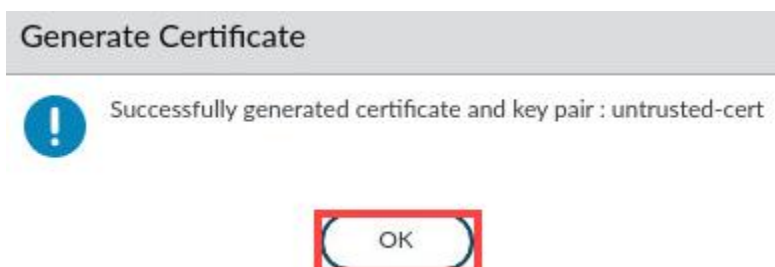 Generate Certificate
Successfully generated certificate and key pair : untrusted-cert
OK